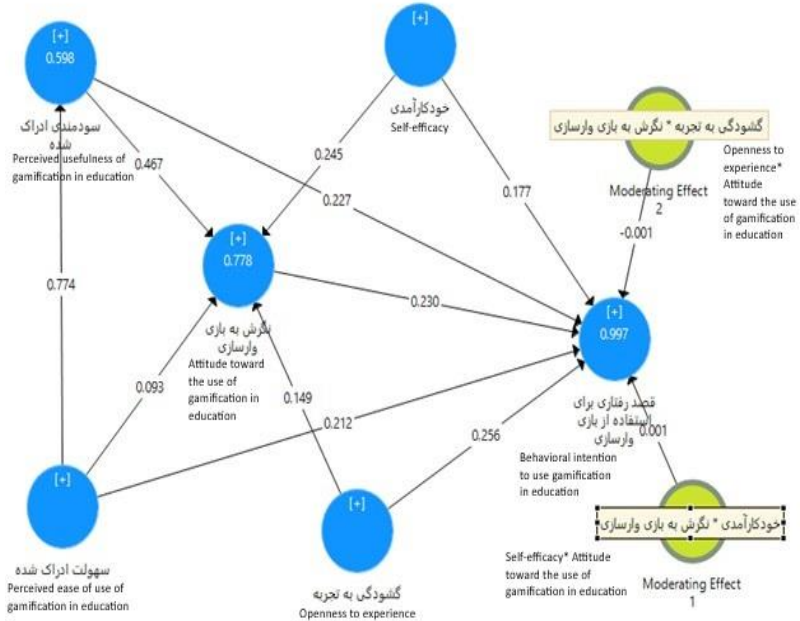 [+]
0.598
سودمندی ادراک
شده
Perceived usefulness of
gamification in education
[+]
خودکارآمدی
Self-efficacy
گشودگی به تجربه * نگرش به بازی وارسازی
Moderating Effect
2
Openness to
experience*
Attitude
toward the use
of gamification
in education
0.467
0.245
0.227
0.177
-0.001
[+]
0.778
نگرش به بازی
وارسازی
Attitude toward
the use of
gamification in
education
0.774
0.230
[+]
0.997
قصد رفتاری برای
استفاده از بازی
وارسازی
Behavioral intention
to use gamification
in education
0.093
0.149
0.212
0.256
0.001
[+]
سهولت ادراک شده
Perceived ease of use of
gamification in education
[+]
گشودگی به تجربه
Openness to experience
خودکارآمدی * نگرش به بازی وارسازی
Self-efficacy* Attitude
toward the use of
gamification in education
Moderating Effect
1